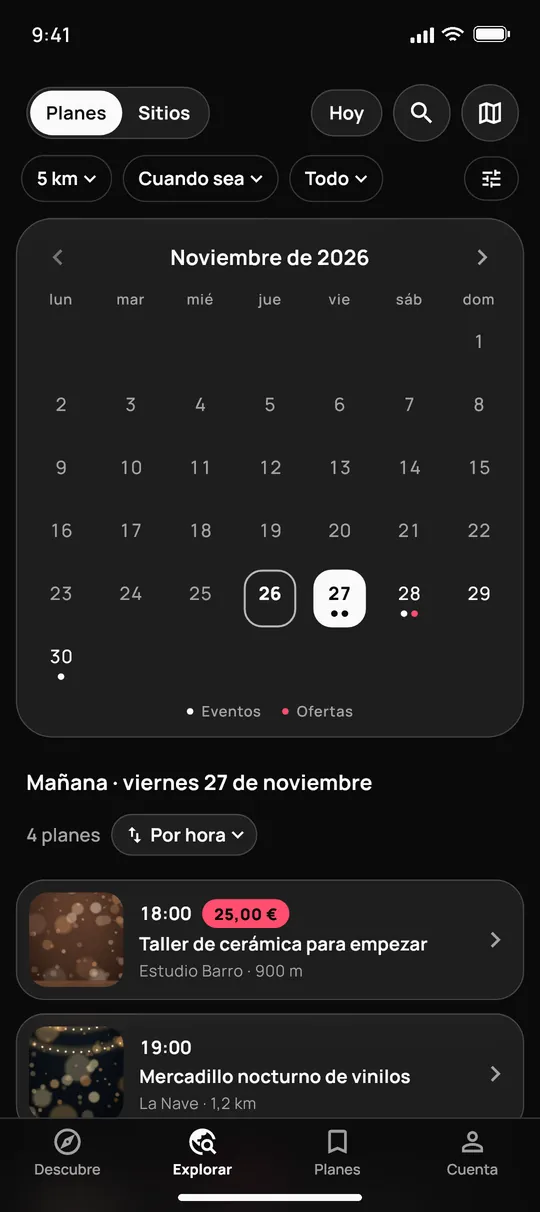 9:41
Planes Sitios Hoy
5 km Cuando sea Todo
Noviembre de 2026
lun mar mié jue vie sáb dom
1
2 3 4 5 6 7 8
9 10 11 12 13 14 15
16 17 18 19 20 21 22
23 24 25 26 27 28 29
30
Eventos Ofertas
Mañana · viernes 27 de noviembre
4 planes Por hora
18:00 25,00 €
Taller de cerámica para empezar
Estudio Barro · 900 m
19:00
Mercadillo nocturno de vinilos
La Nave · 1,2 km
Descubre Explorar Planes Cuenta